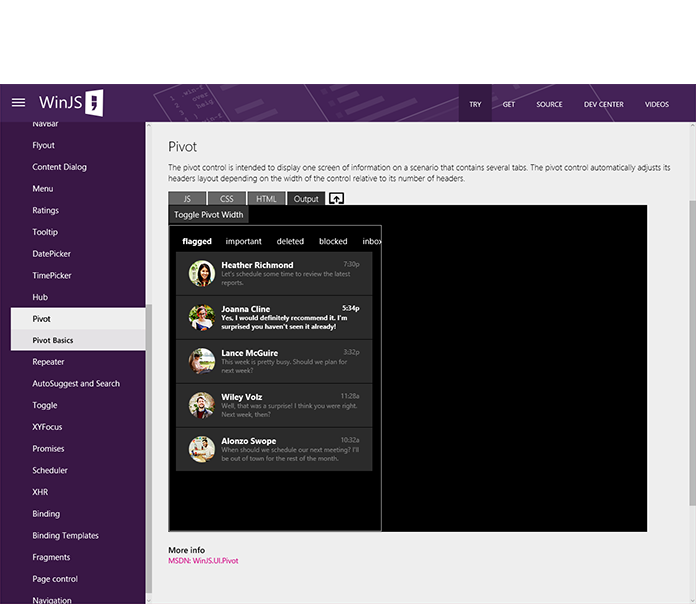 WinJS
TRY
GET
SOURCE
DEV CENTER
VIDEOS
NavBar
Flyout
Content Dialog
Menu
Ratings
Tooltip
DatePicker
TimePicker
Hub
Pivot
Pivot Basics
Repeater
AutoSuggest and Search
Toggle
XYFocus
Promises
Scheduler
XHR
Binding
Binding Templates
Fragments
Page control
Navigation
Pivot
The pivot control is intended to display one screen of information on a scenario that contains several tabs. The pivot control automatically adjusts its
headers layout depending on the width of the control relative to its number of headers.
JS
CSS
HTML
Output
Toggle Pivot Width
flagged important deleted blocked inbo
Heather Richmond 7:30p
Let's schedule some time to review the latest
reports.
Joanna Cline 5:34p
Yes, I would definitely recommend it. I'm
surprised you haven't seen it already!
Lance McGuire 3:32p
This week is pretty busy. Should we plan for
next week?
Wiley Volz 11:28a
Well, that was a surprise! I think you were right.
Next week, then?
Alonzo Swope 10:32a
When should we schedule our next meeting? I'll
be out of town for the rest of the month.
More info
MSDN: WinJS.UI.Pivot